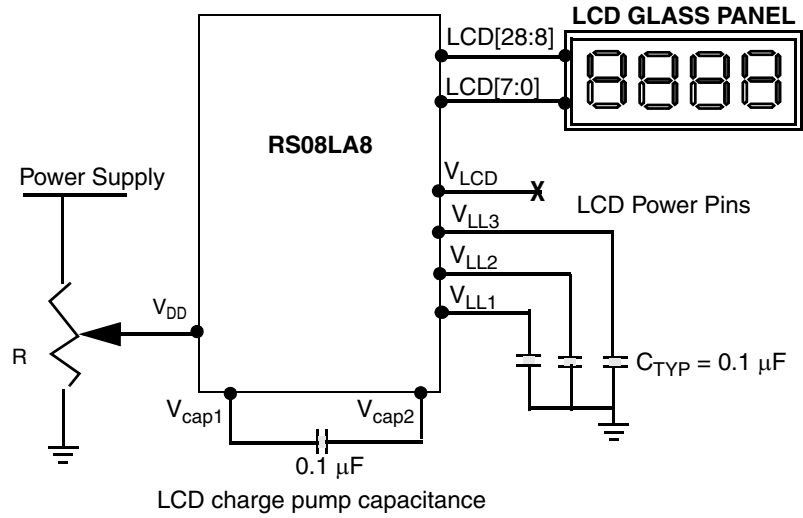 LCD GLASS PANEL
LCD[28:8]
LCD[7:0]
RS08LA8
Power Supply
VLCD
X
LCD Power Pins
VLL3
VLL2
VLL1
VDD
R
CTYP = 0.1 μF
Vcap1
Vcap2
0.1 μF
LCD charge pump capacitance